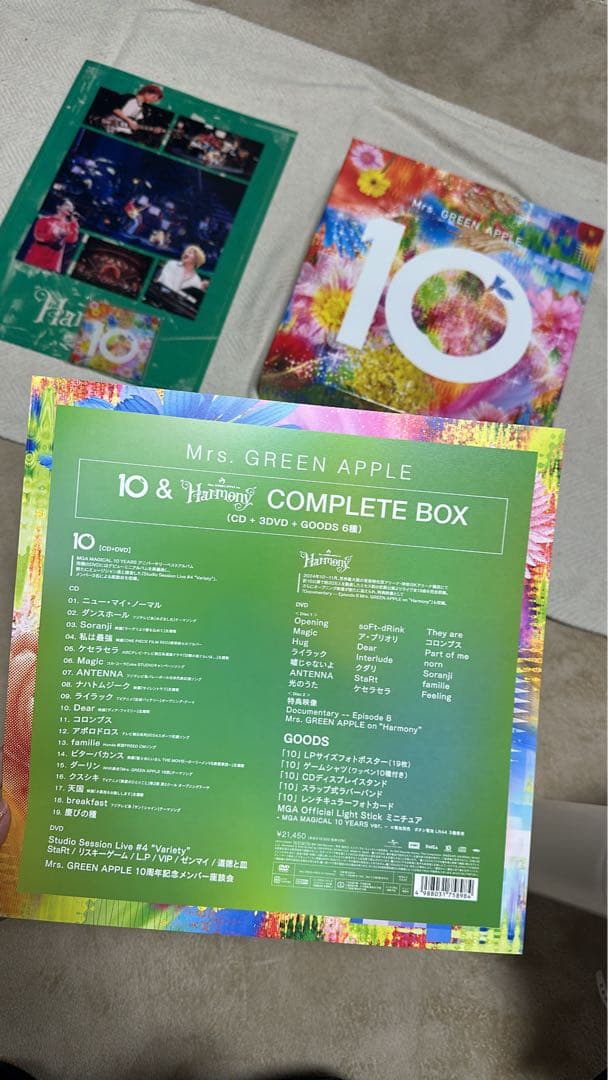 Harmony
10
Mrs. GREEN APPLE
10
Mrs. GREEN APPLE
10 & Harmony COMPLETE BOX
(CD + 3DVD + GOODS 6種)
10 [CD+DVD]
CD
01. ニュー・マイ・ノーマル
02. ダンスホール
03. Soranji
04. 私は最強
05. ケセラセラ
06. Magic
07. ANTENNA
08. ナハトムジーク
09. ライラック
10. Dear
11. コロンブス
12. アポロドロス
13. familie
14. ビターバカンス
15. ダーリン
16. クスシキ
17. 天国
18. breakfast
19. 慶びの種
DVD
Studio Session Live #4 "Variety"
StaRt / リスキーゲーム / L.P / VIP / ゼンマイ / 道徳と皿
Mrs. GREEN APPLE 10周年記念メンバー座談会
Harmony
DVD
<Disc 1>
Opening
Magic
Hug
ライラック
嘘じゃないよ
ANTENNA
光のうた
soFt-dRink
ア・プリオリ
Dear
Interlude
クダリ
StaRt
ケセラセラ
They are
コロンブス
Part of me
norn
Soranji
familie
Feeling
<Disc 2>
特典映像
Documentary -- Episode 8
Mrs. GREEN APPLE on "Harmony"
GOODS
「10」LPサイズフォトポスター(19枚)
「10」ゲームシャツ(ワッペン10種付き)
「10」CDディスプレイスタンド
「10」スラップ式ラバーバンド
「10」レンチキュラーフォトカード
MGA Official Light Stick ミニチュア
- MGA MAGICAL 10 YEARS ver. -
¥21,450
4 988031 758984